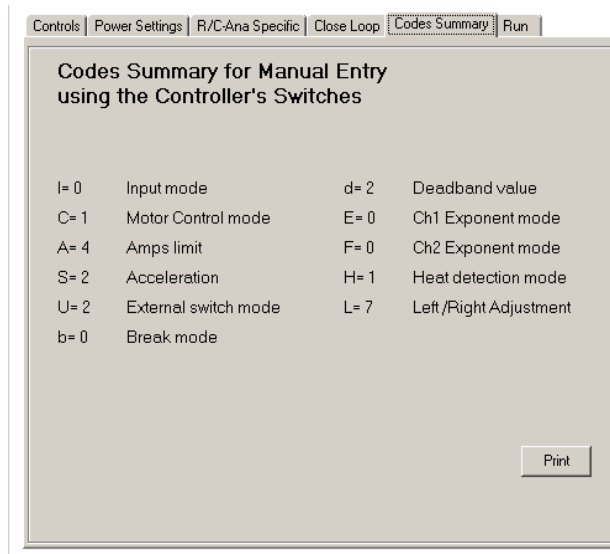 Controls Power Settings R/C-Ana Specific Close Loop Codes Summary Run
Codes Summary for Manual Entry
using the Controller's Switches
I= 0 Input mode
C= 1 Motor Control mode
A= 4 Amps limit
S= 2 Acceleration
U= 2 External switch mode
b= 0 Break mode
d= 2 Deadband value
E= 0 Ch1 Exponent mode
F= 0 Ch2 Exponent mode
H= 1 Heat detection mode
L= 7 Left/Right Adjustment
Print